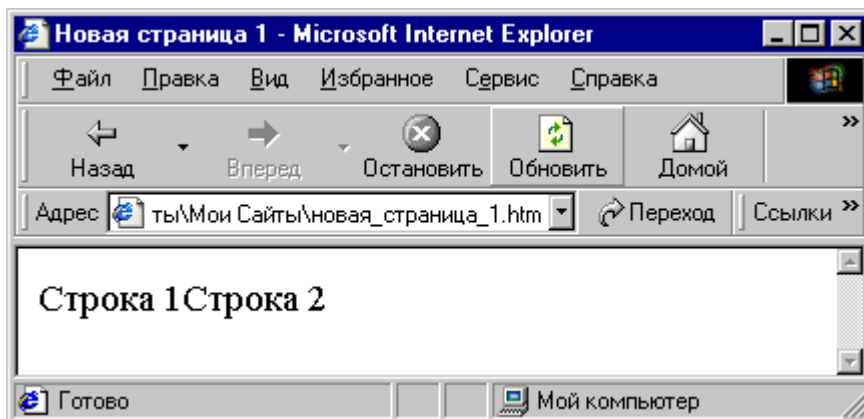 Новая страница 1 - Microsoft Internet Explorer
Файл Правка Вид Избранное Сервис Справка
Назад Вперед Остановить Обновить Домой »
Адрес ты\Мои Сайты\новая_страница_1.htm Переход Ссылки »
Строка 1Строка 2
Готово Мой компьютер